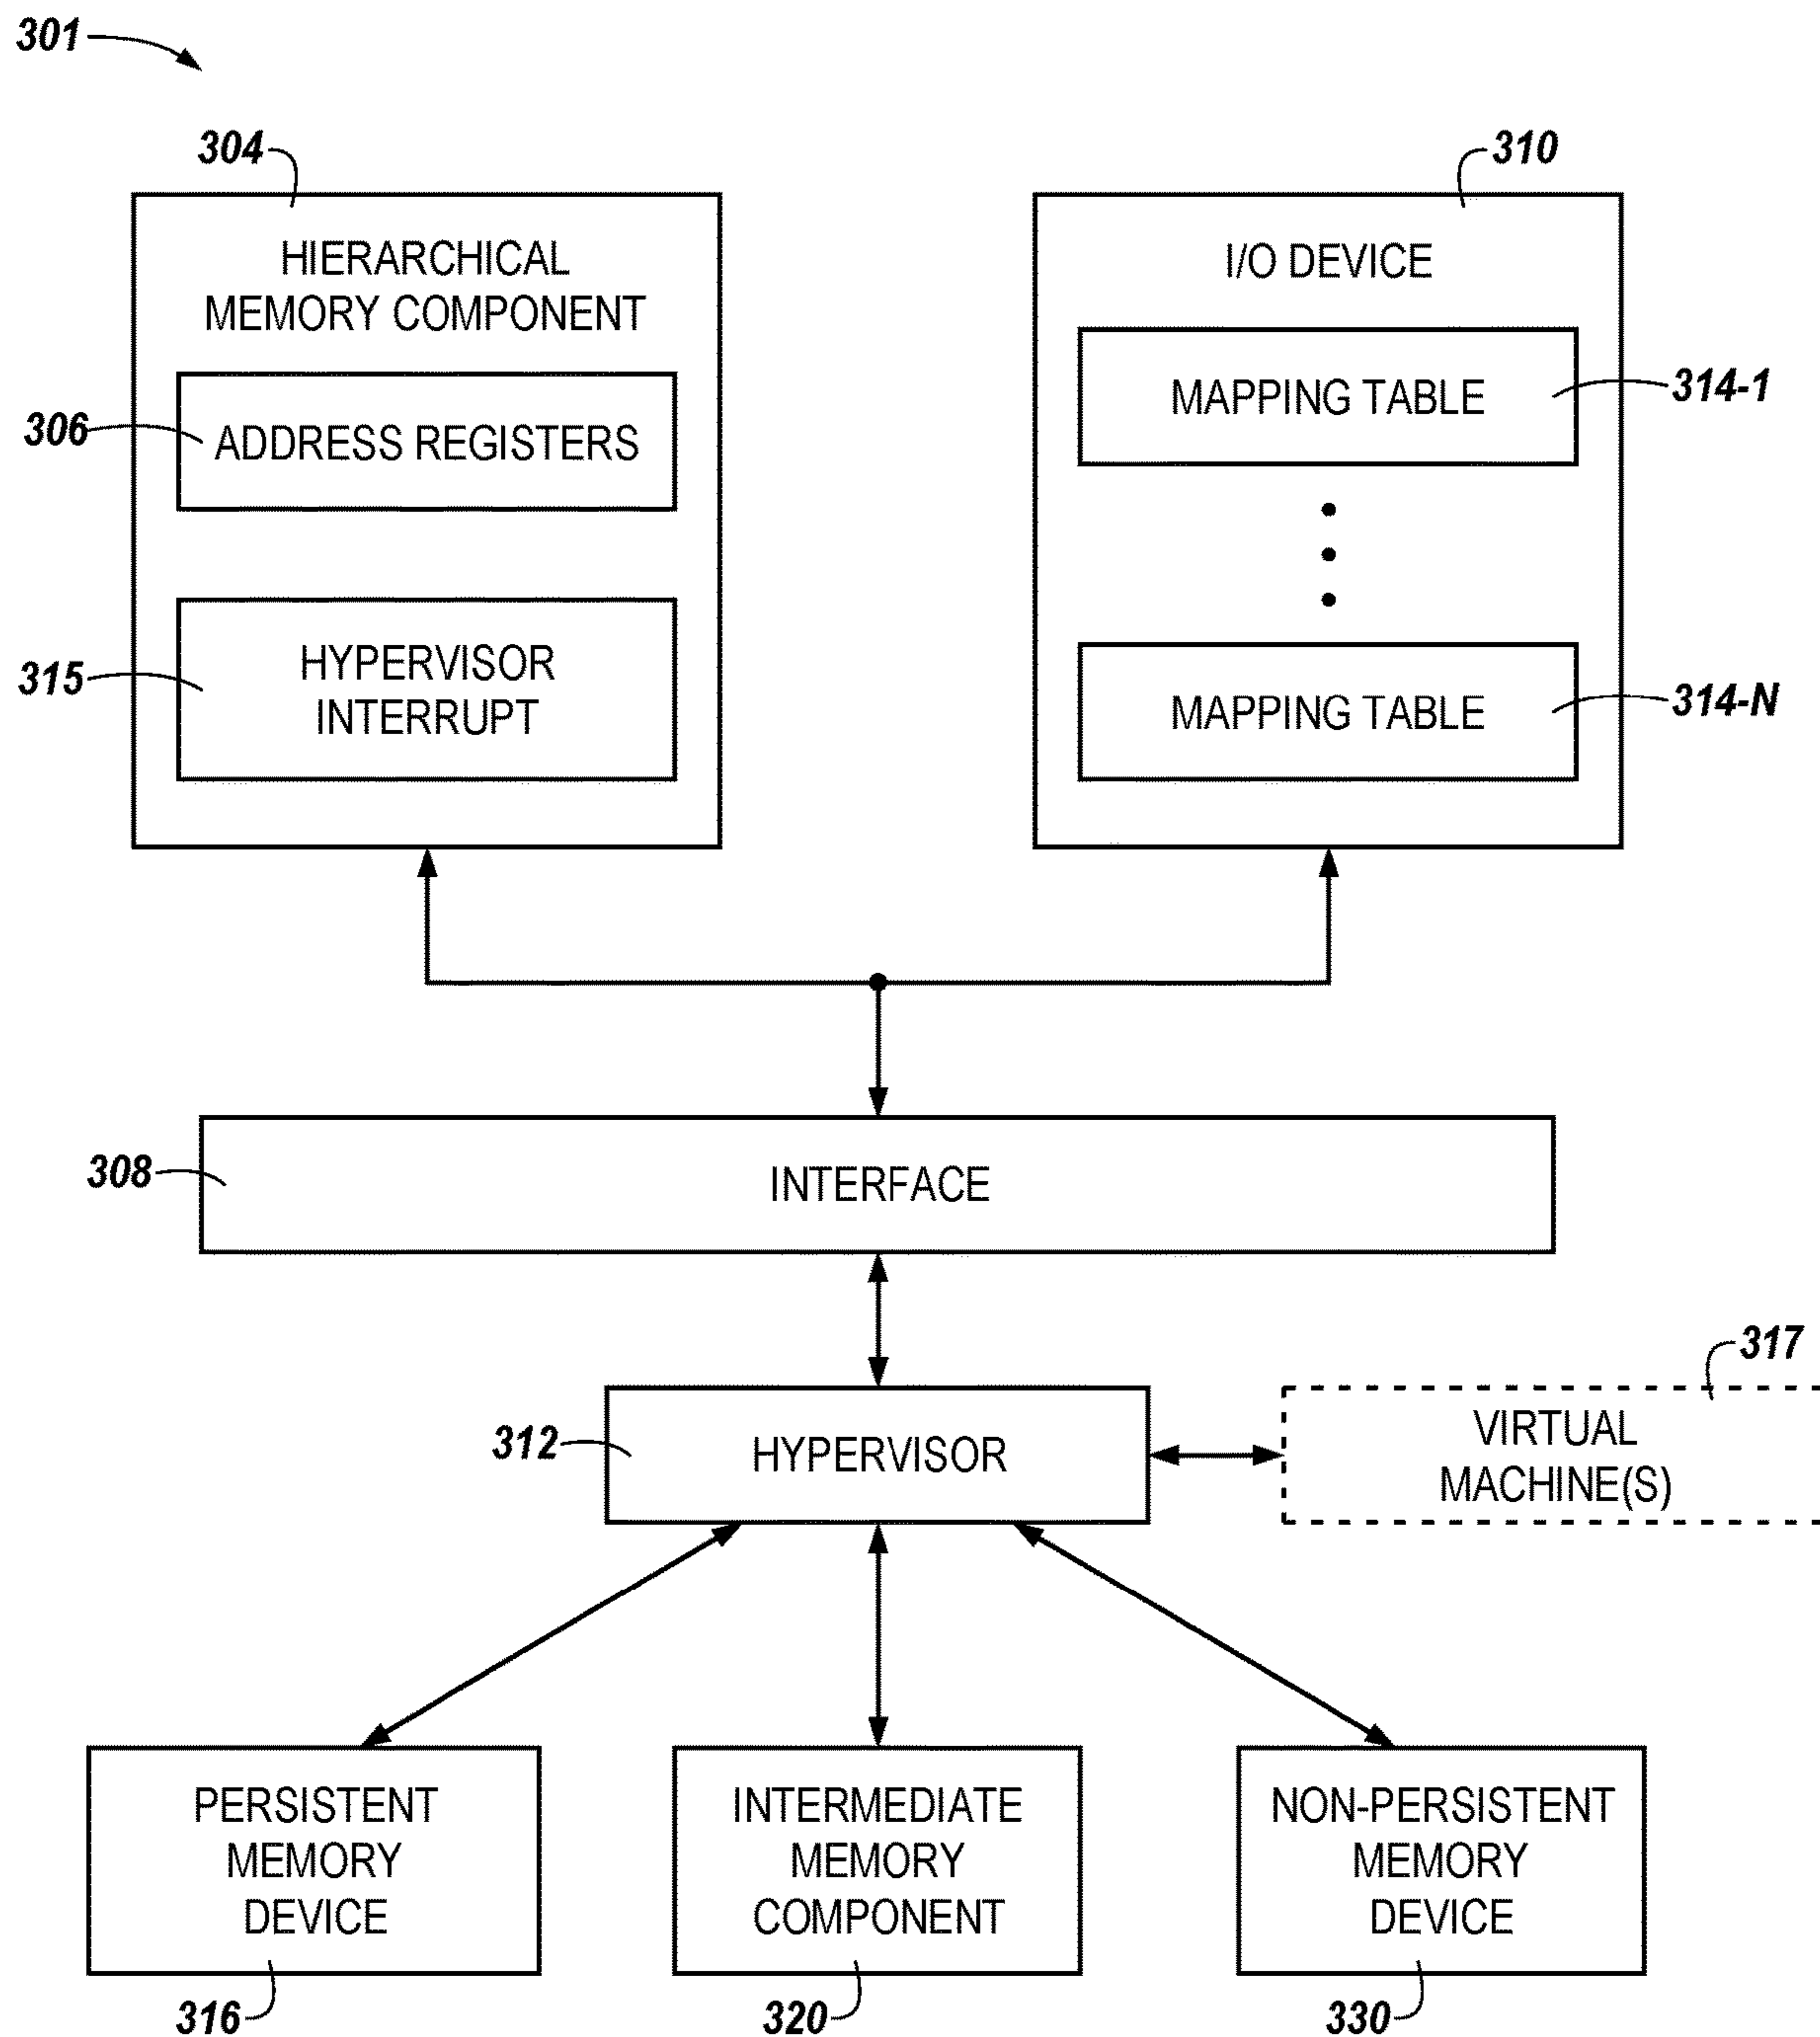 301
304
310
HIERARCHICAL
MEMORY COMPONENT
I/O DEVICE
306
ADDRESS REGISTERS
MAPPING TABLE
314-1
315
HYPERVISOR
INTERRUPT
MAPPING TABLE
314-N
308
INTERFACE
317
312
HYPERVISOR
VIRTUAL
MACHINE(S)
PERSISTENT
MEMORY
DEVICE
INTERMEDIATE
MEMORY
COMPONENT
NON-PERSISTENT
MEMORY
DEVICE
316
320
330